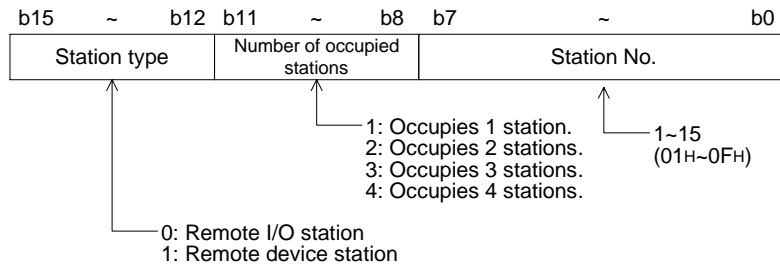 b15 ~ b12 b11 ~ b8 b7 ~ b0
Station type
Number of occupied
stations
Station No.
1: Occupies 1 station.
2: Occupies 2 stations.
3: Occupies 3 stations.
4: Occupies 4 stations.
1~15
(01H~0FH)
0: Remote I/O station
1: Remote device station